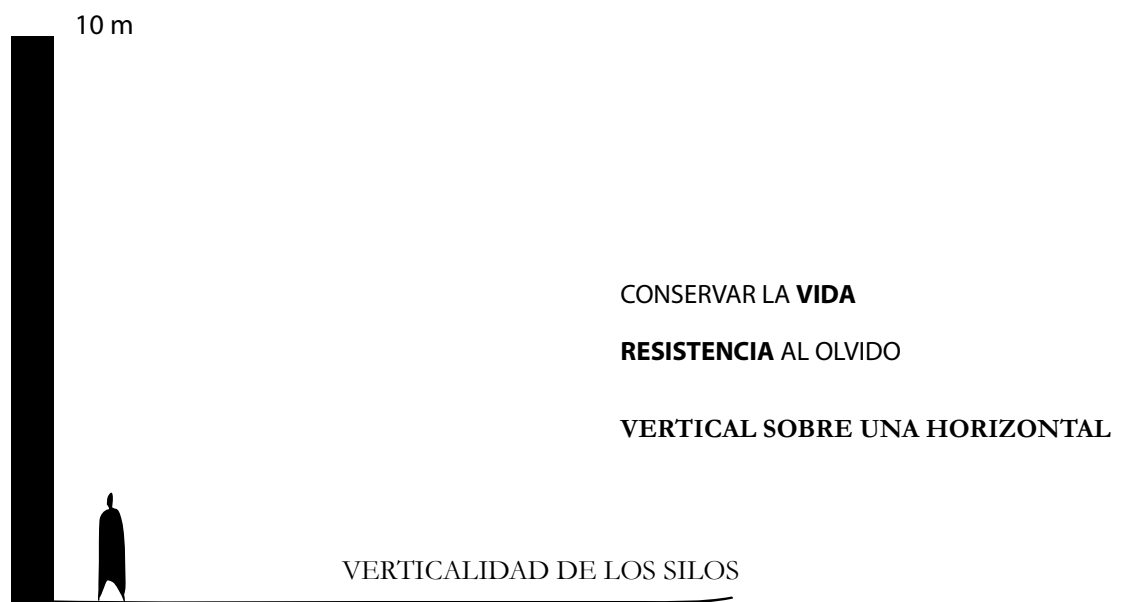 10 m
CONSERVAR LA VIDA
RESISTENCIA AL OLVIDO
VERTICAL SOBRE UNA HORIZONTAL
VERTICALIDAD DE LOS SILOS